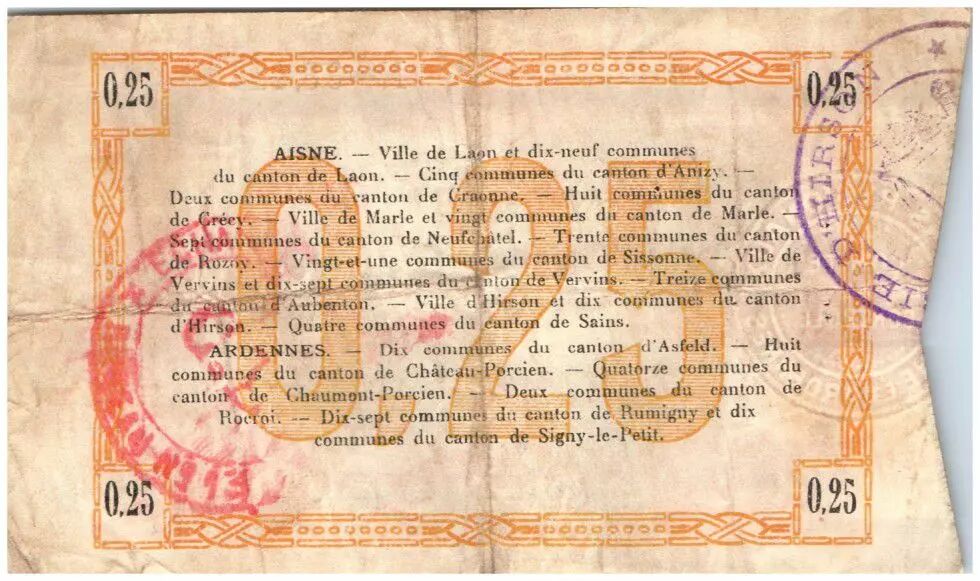 0,25
0,25
AISNE. — Ville de Laon et dix-neuf communes
du canton de Laon. — Cinq communes du canton d'Anizy. —
Deux communes du canton de Craonne. — Huit communes du canton
de Crécy. — Ville de Marle et vingt communes du canton de Marle. —
Sept communes du canton de Neufchâtel. — Trente communes du canton
de Rozoy. — Vingt-et-une communes du canton de Sissonne. — Ville de
Vervins et dix-sept communes du canton de Vervins. — Treize communes
du canton d'Aubenton. — Ville d'Hirson et dix communes du canton
d'Hirson. — Quatre communes du canton de Sains.
ARDENNES. — Dix communes du canton d'Asfeld. — Huit
communes du canton de Château-Porcien. — Quatorze communes du
canton de Chaumont-Porcien. — Deux communes du canton de
Rocroi. — Dix-sept communes du canton de Rumigny et dix
communes du canton de Signy-le-Petit.
0,25
0,25
0,25
D'HIRSON